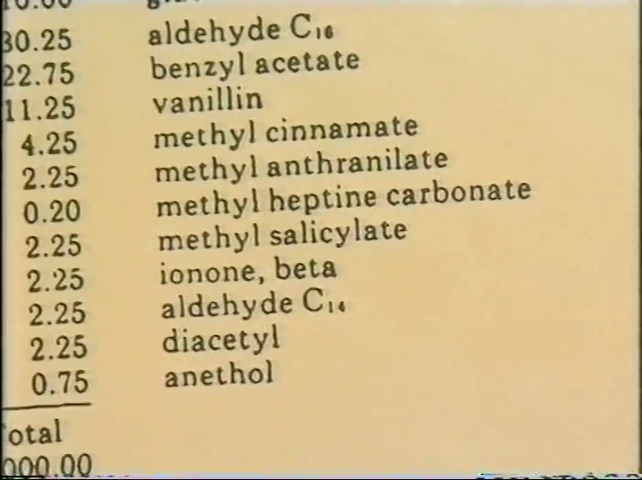 30.25 aldehyde C₁₆
22.75 benzyl acetate
11.25 vanillin
4.25 methyl cinnamate
2.25 methyl anthranilate
0.20 methyl heptine carbonate
2.25 methyl salicylate
2.25 ionone, beta
2.25 aldehyde C₁₄
2.25 diacetyl
0.75 anethol
otal
000.00